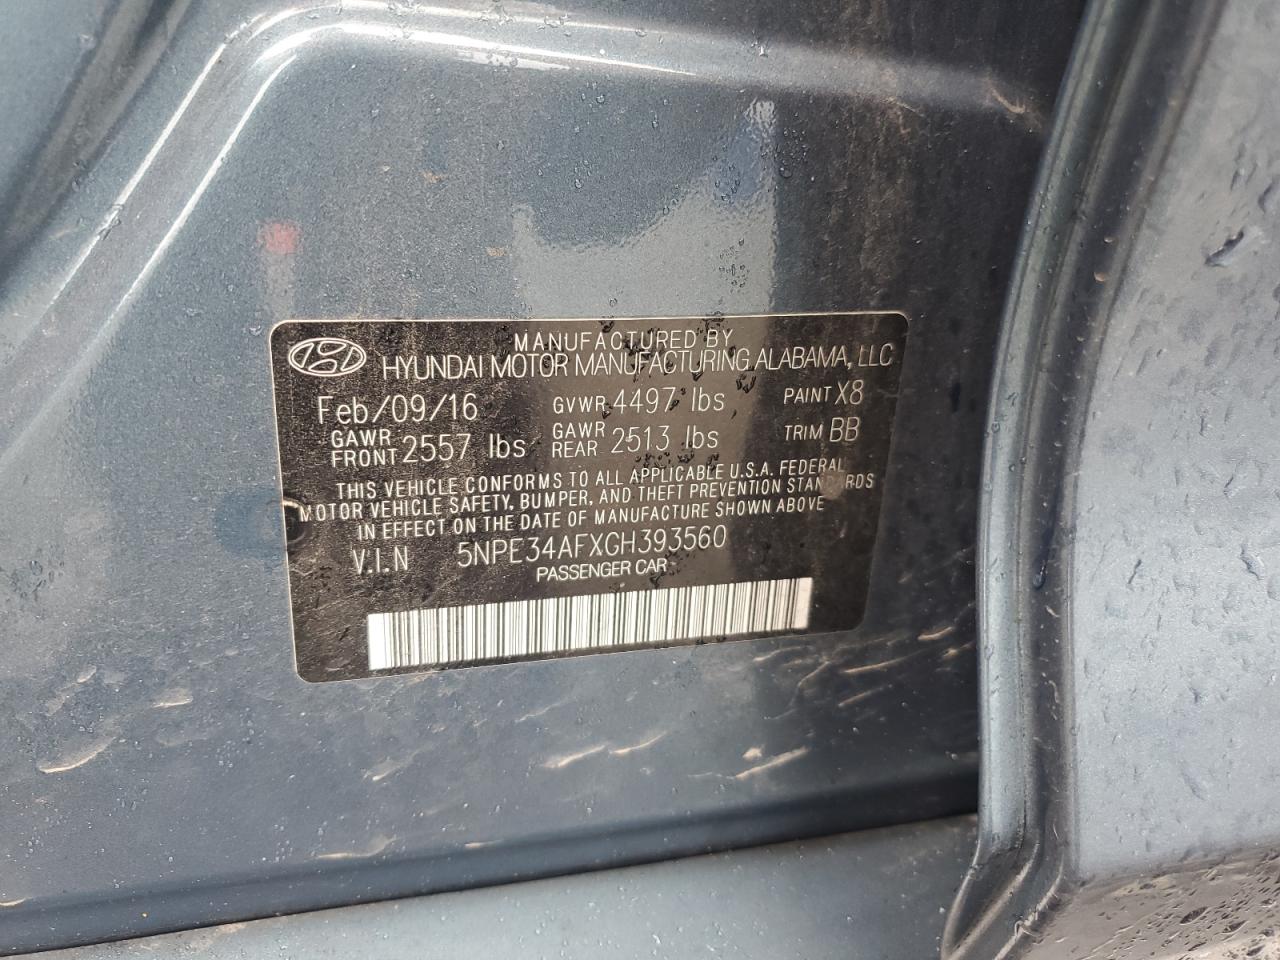 MANUFACTURED BY
HYUNDAI MOTOR MANUFACTURING ALABAMA, LLC
Feb/09/16 GVWR 4497 lbs PAINT X8
GAWR FRONT 2557 lbs GAWR REAR 2513 lbs TRIM BB
THIS VEHICLE CONFORMS TO ALL APPLICABLE U.S.A. FEDERAL
MOTOR VEHICLE SAFETY, BUMPER, AND THEFT PREVENTION STANDARDS
IN EFFECT ON THE DATE OF MANUFACTURE SHOWN ABOVE
V.I.N 5NPE34AFXGH393560
PASSENGER CAR